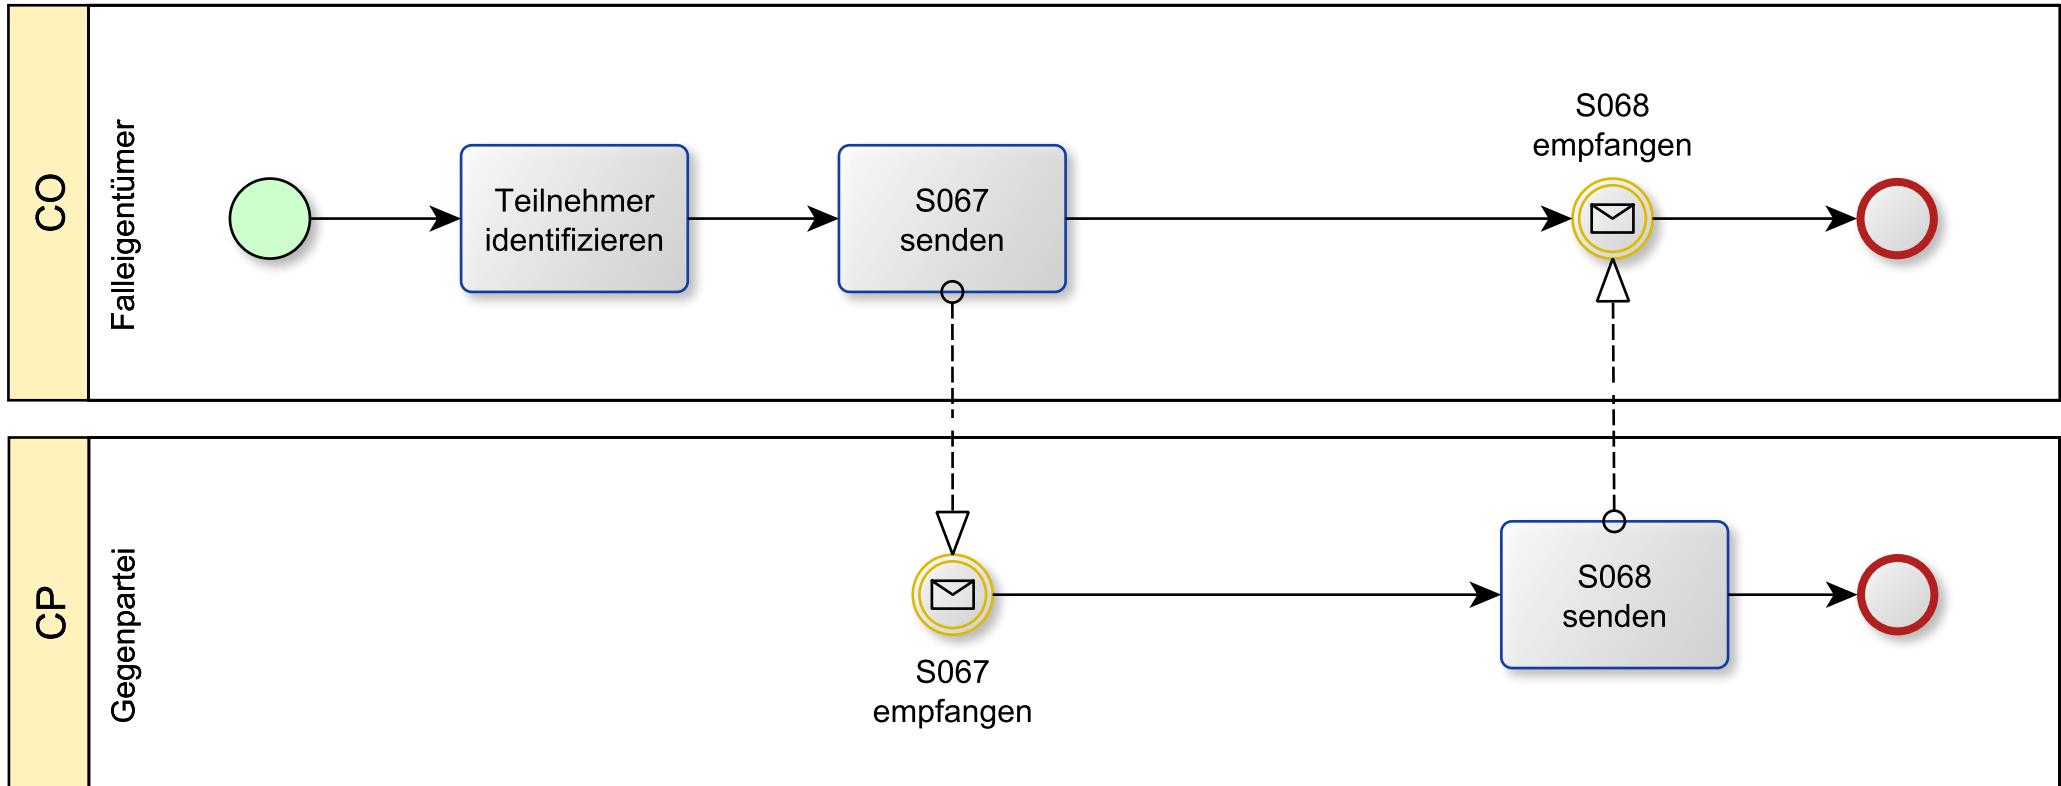 CO
Falleigentümer
Teilnehmer
identifizieren
S067
senden
S068
empfangen
CP
Gegenpartei
S067
empfangen
S068
senden